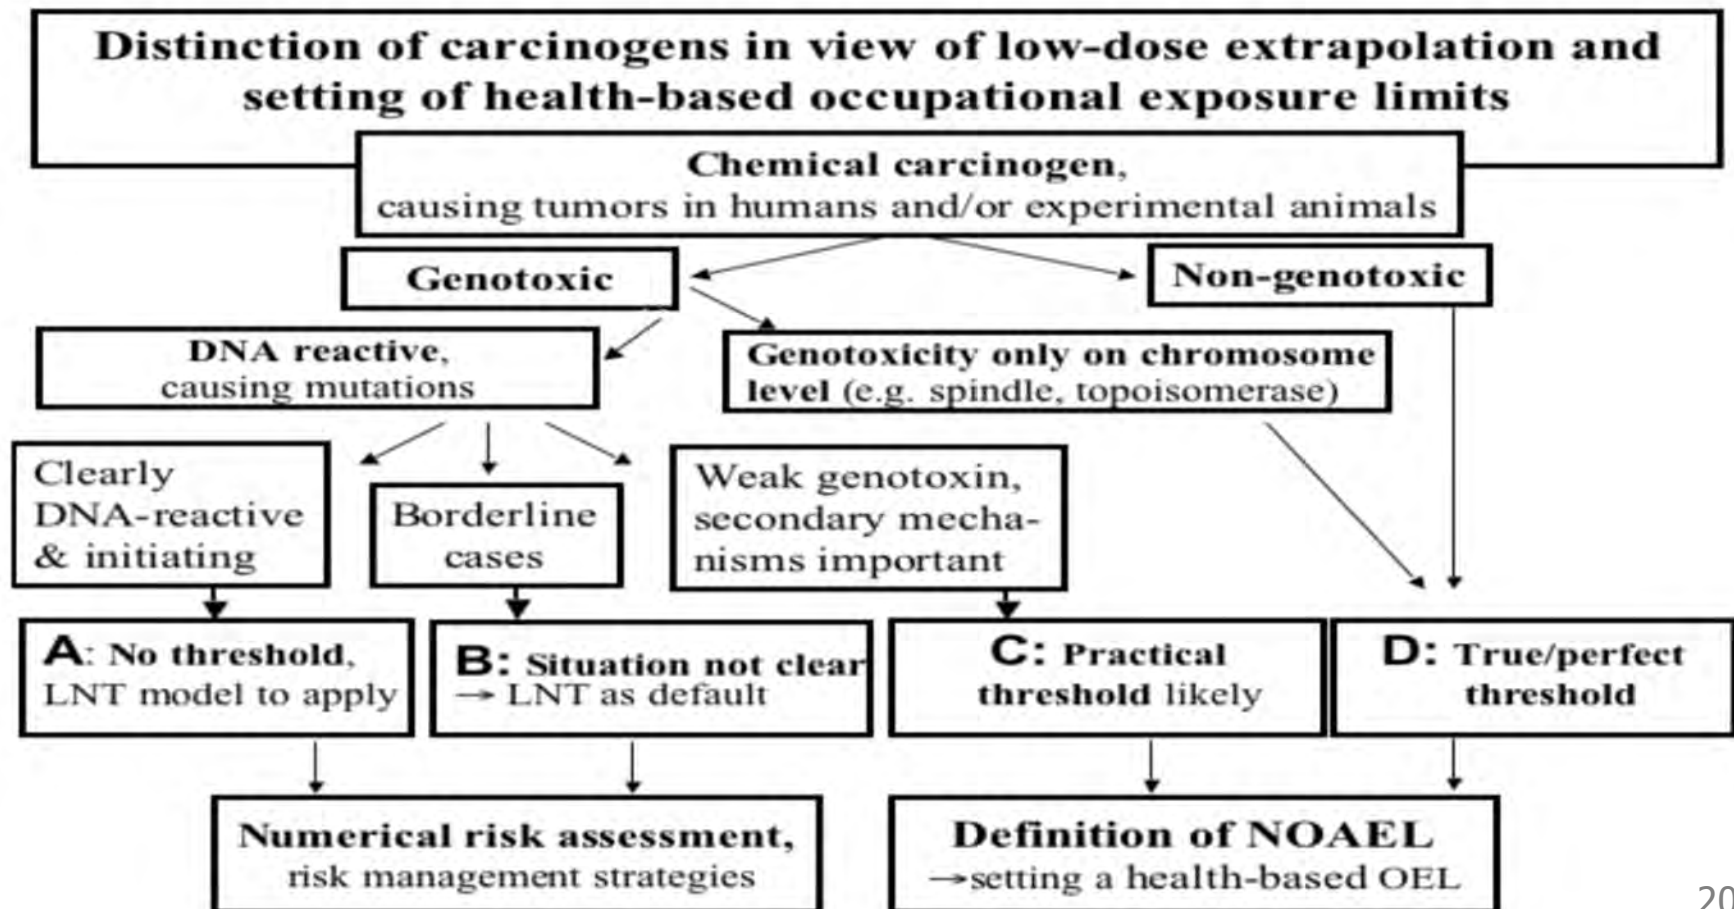 Distinction of carcinogens in view of low-dose extrapolation and
setting of health-based occupational exposure limits
Chemical carcinogen,
causing tumors in humans and/or experimental animals
Genotoxic
Non-genotoxic
DNA reactive,
causing mutations
Genotoxicity only on chromosome
level (e.g. spindle, topoisomerase)
Clearly
DNA-reactive
& initiating
Borderline
cases
Weak genotoxin,
secondary mecha-
nisms important
A: No threshold,
LNT model to apply
B: Situation not clear
→ LNT as default
C: Practical
threshold likely
D: True/perfect
threshold
Numerical risk assessment,
risk management strategies
Definition of NOAEL
→setting a health-based OEL
20